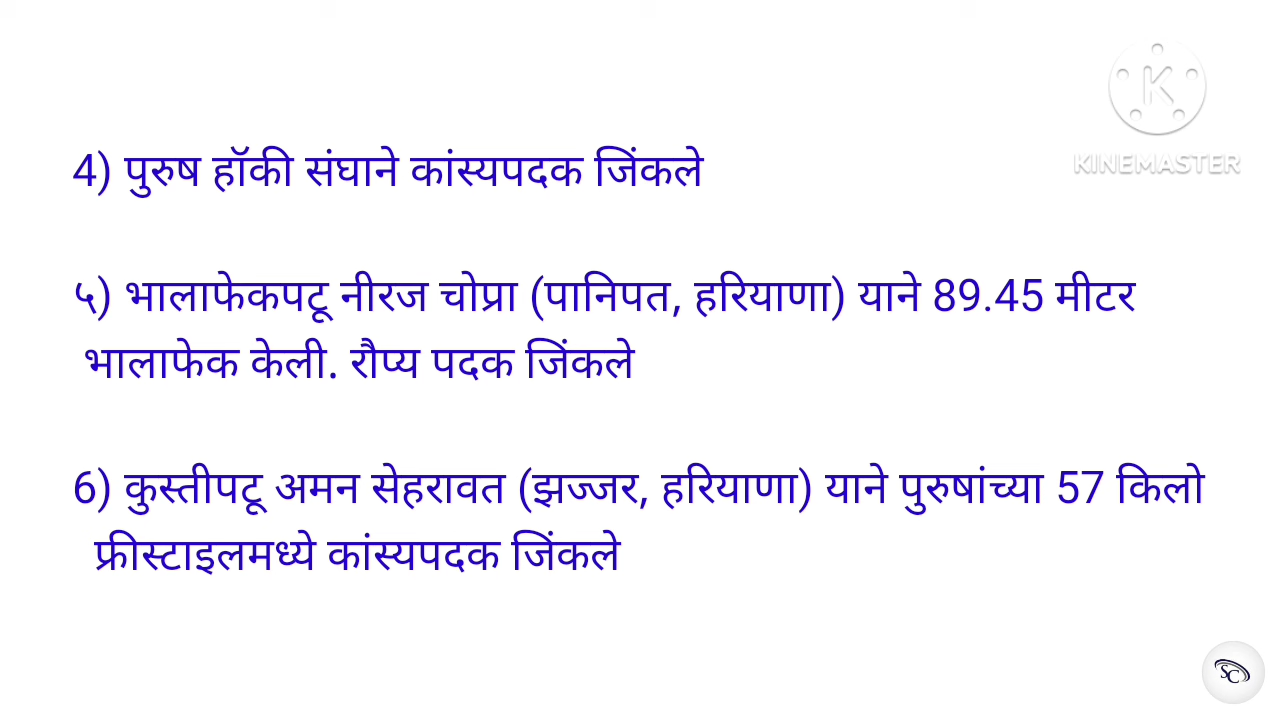 KINEMASTER
4) पुरुष हॉकी संघाने कांस्यपदक जिंकले
५) भालाफेकपटू नीरज चोप्रा (पानिपत, हरियाणा) याने 89.45 मीटर
भालाफेक केली. रौप्य पदक जिंकले
6) कुस्तीपटू अमन सेहरावत (झज्जर, हरियाणा) याने पुरुषांच्या 57 किलो
फ्रीस्टाइलमध्ये कांस्यपदक जिंकले
SC